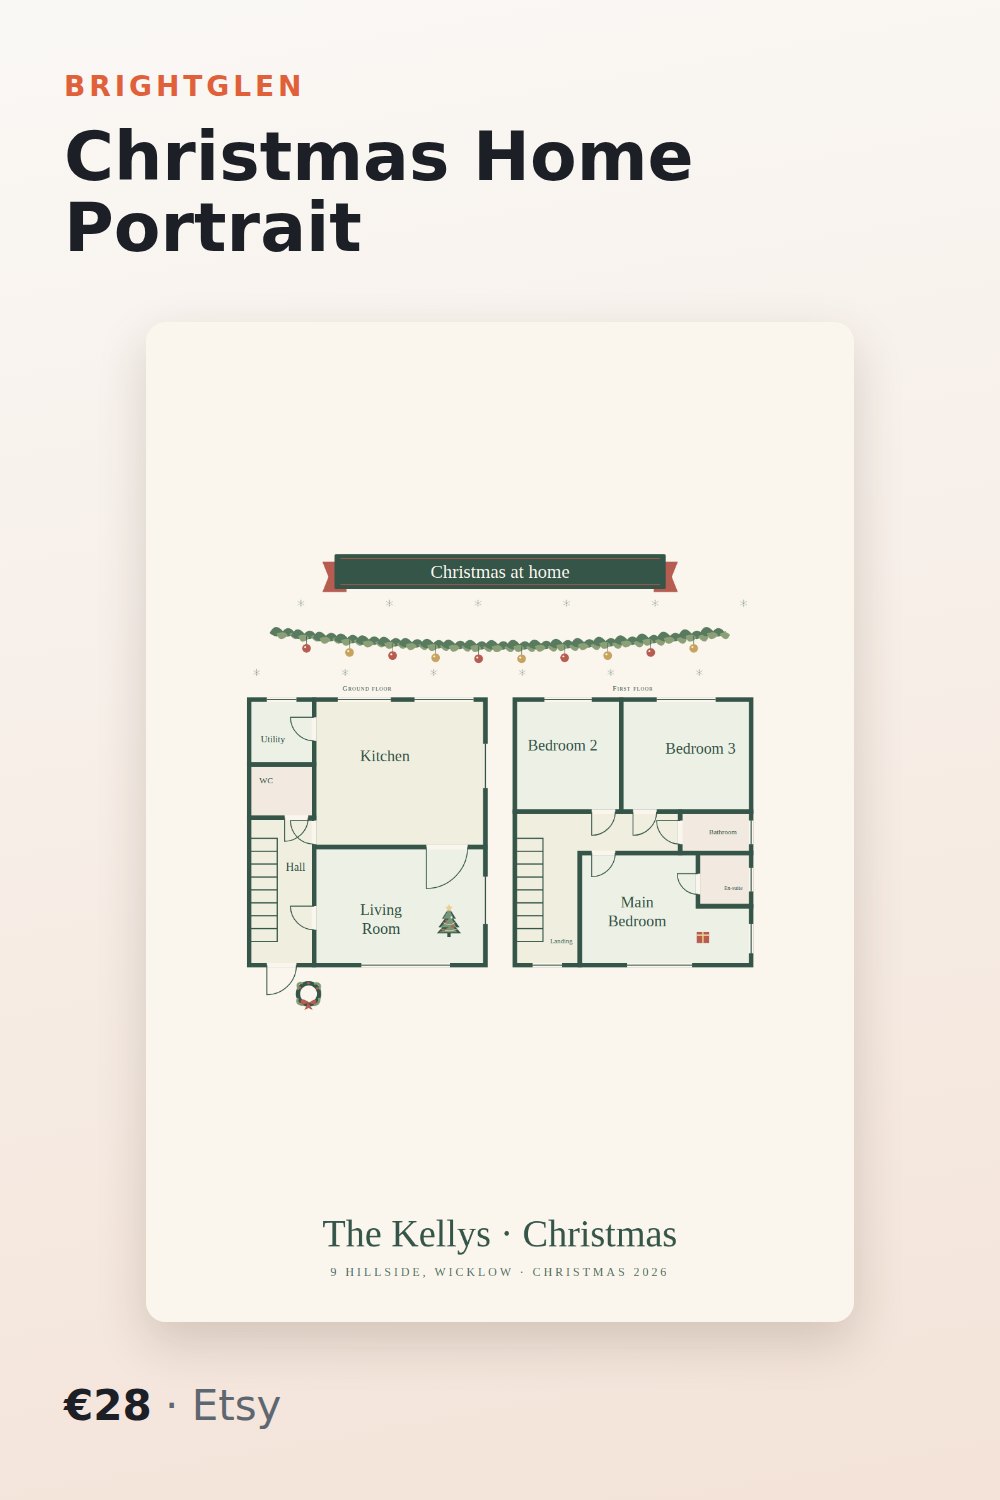 BRIGHTGLEN
Christmas Home
Portrait
Christmas at home
Ground floor
First floor
Utility
Kitchen
WC
Hall
Living
Room
Bedroom 2
Bedroom 3
Bathroom
En-suite
Main
Bedroom
Landing
The Kellys · Christmas
9 HILLSIDE, WICKLOW · CHRISTMAS 2026
€28 · Etsy